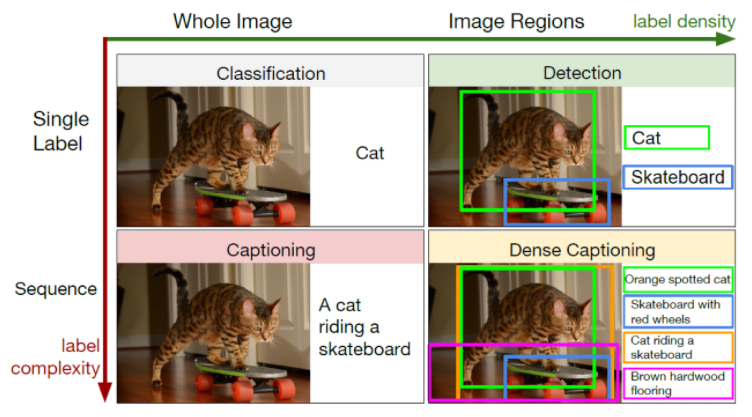 Whole Image
Image Regions
label density
Single
Label
Classification
Cat
Detection
Cat
Skateboard
Sequence
label
complexity
Captioning
A cat
riding a
skateboard
Dense Captioning
Orange spotted cat
Skateboard with
red wheels
Cat riding a
skateboard
Brown hardwood
flooring